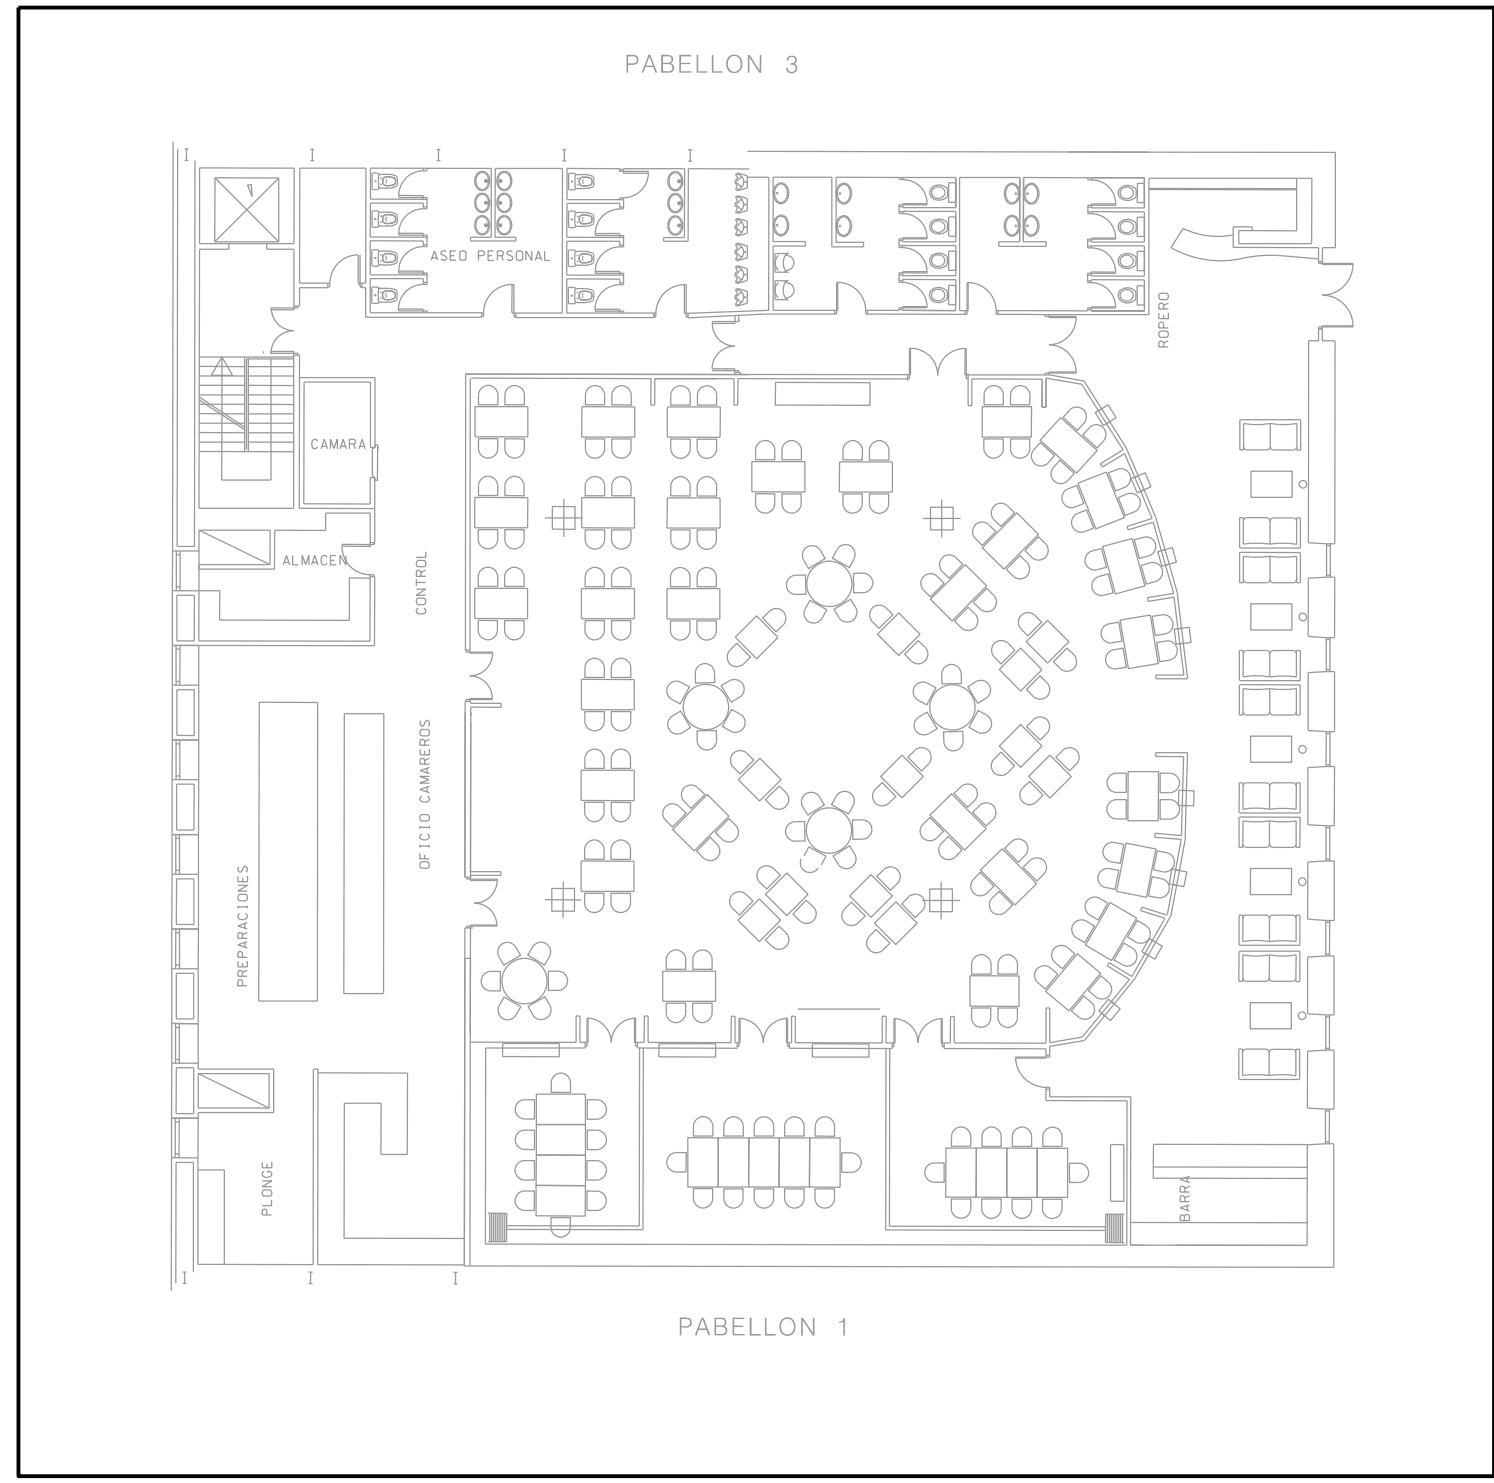 PABELLON 3
ASEO PERSONAL
ROPERO
CAMARA
ALMACEN
CONTROL
OFICIO CAMAREROS
PREPARACIONES
PLONGE
BARRA
PABELLON 1